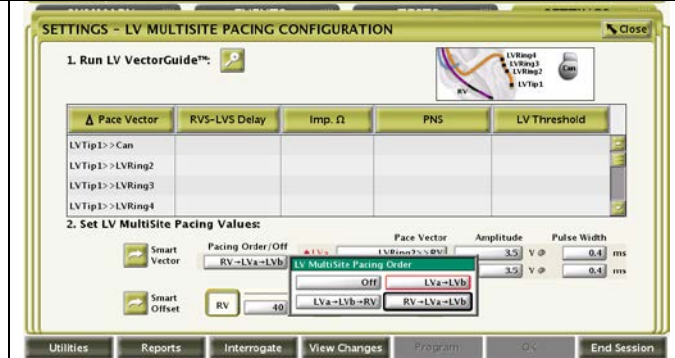 SETTINGS - LV MULTISITE PACING CONFIGURATION
Close
1. Run LV VectorGuide™:
LVRing4
LVRing3
LVRing2
LVTip1
RV
Can
Δ Pace Vector RVS-LVS Delay Imp. Ω PNS LV Threshold
LVTip1>>Can
LVTip1>>LVRing2
LVTip1>>LVRing3
LVTip1>>LVRing4
2. Set LV MultiSite Pacing Values:
Pace Vector Amplitude Pulse Width
Smart Vector
Pacing Order/Off
RV→LVa→LVb
LVa LVRing2>>RV 3.5 V @ 0.4 ms
3.5 V @ 0.4 ms
LV MultiSite Pacing Order
Off LVa→LVb
LVa→LVb→RV RV→LVa→LVb
Smart Offset
RV 40
Utilities Reports Interrogate View Changes Program End Session